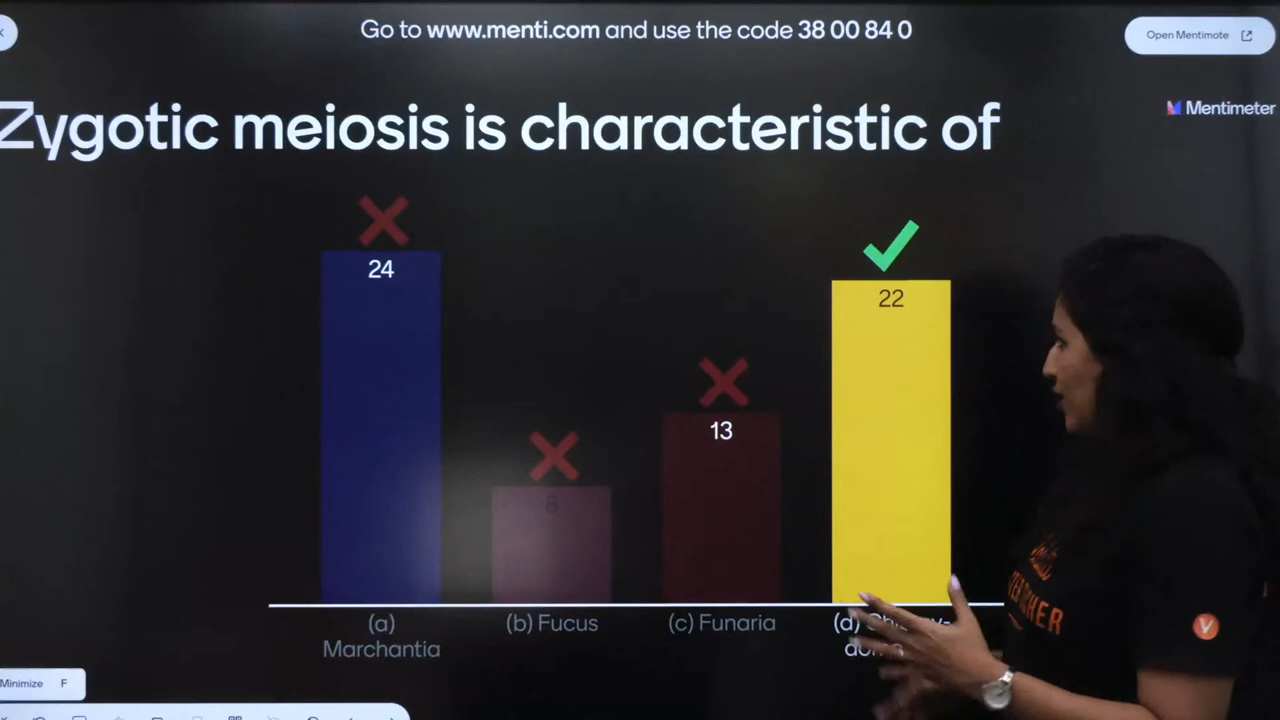 Go to www.menti.com and use the code 38 00 84 0
Open Mentimote
Mentimeter
Zygotic meiosis is characteristic of
24
8
13
22
(a)
Marchantia
(b) Fucus
(c) Funaria
(d)
Minimize F